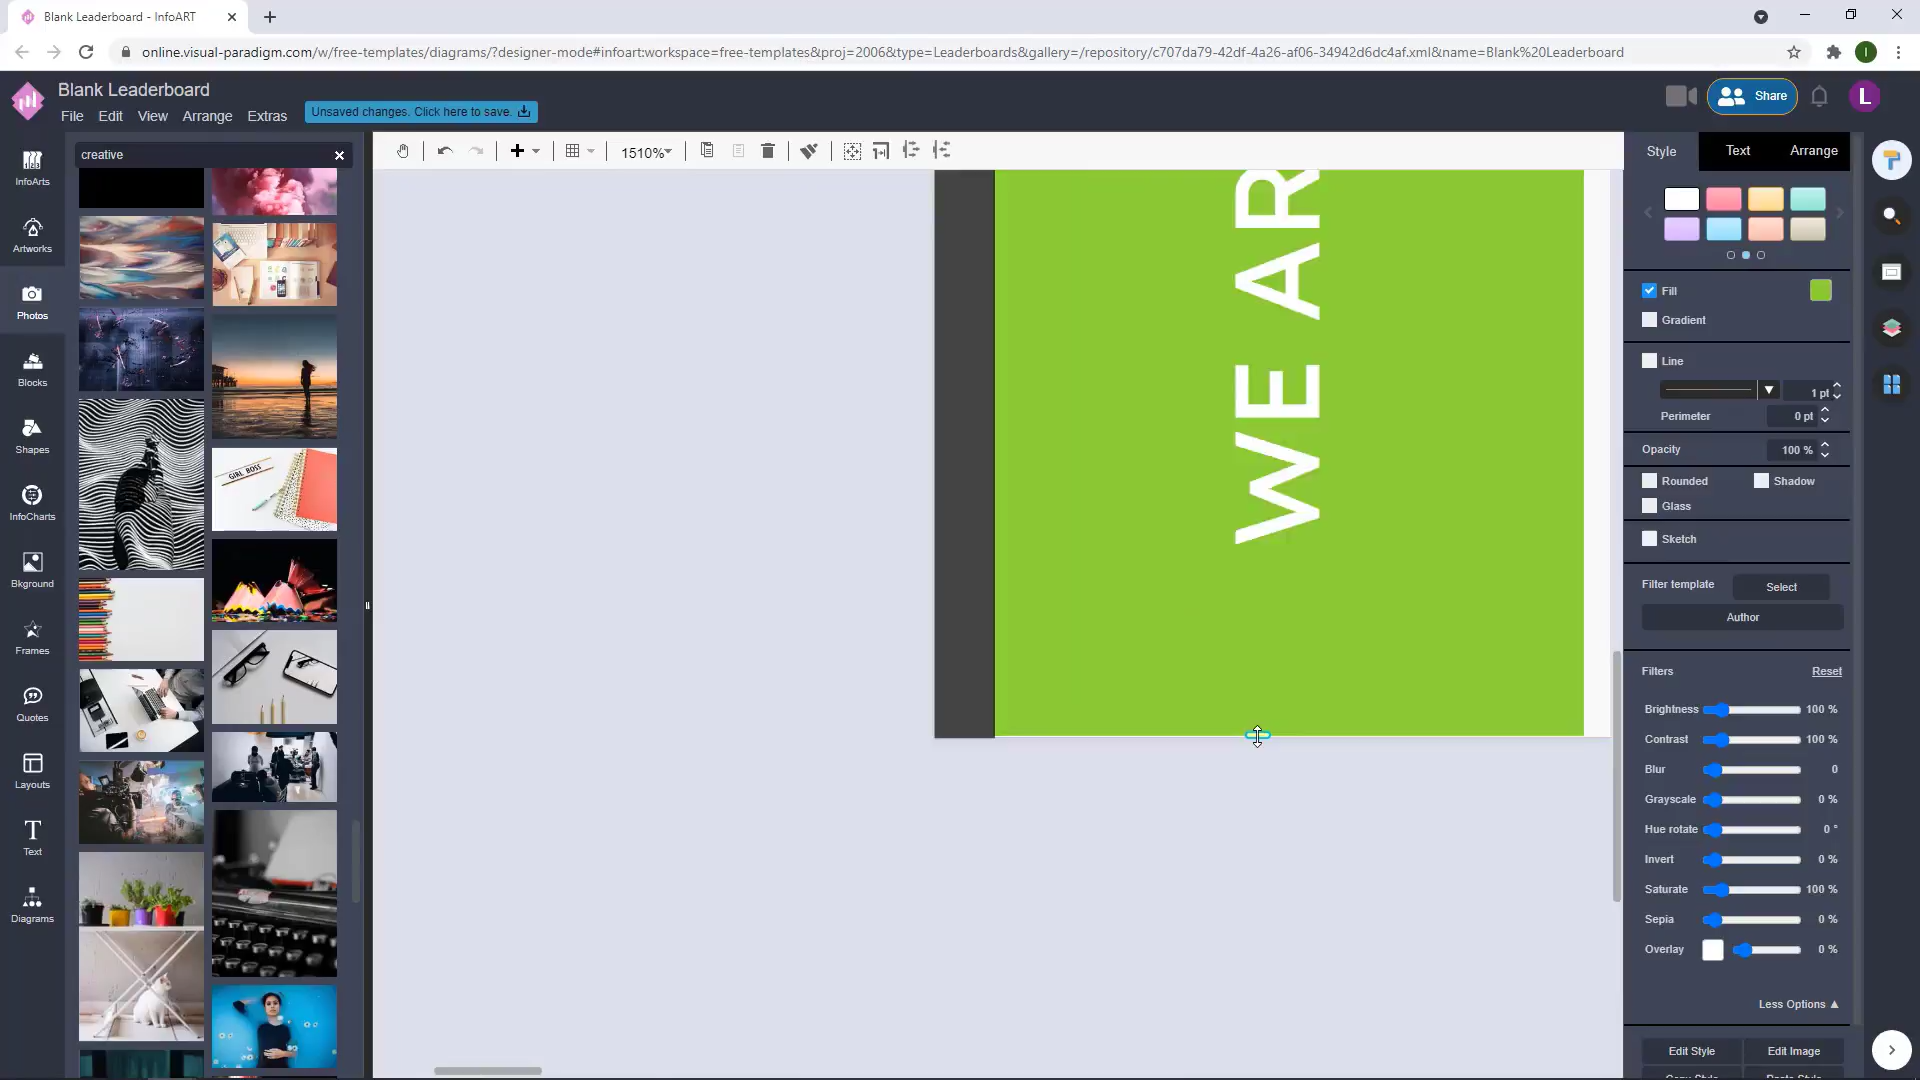 Blank Leaderboard - InfoART
online.visual-paradigm.com/w/free-templates/diagrams/?designer-mode#infoart:workspace=free-templates&proj=2006&type=Leaderboards&gallery=/repository/c707da79-42df-4a26-af06-34942d6dc4af.xml&name=Blank%20Leaderboard
I
Blank Leaderboard
File Edit View Arrange Extras
Unsaved changes. Click here to save.
Share
L
InfoArts
Artworks
Photos
Blocks
Shapes
InfoCharts
Bkground
Frames
Quotes
Layouts
Text
Diagrams
creative
GIRL BOSS
1510%
WE AR
Style Text Arrange
Fill
Gradient
Line
1 pt
Perimeter 0 pt
Opacity 100 %
Rounded Shadow
Glass
Sketch
Filter template Select
Author
Filters Reset
Brightness 100 %
Contrast 100 %
Blur 0
Grayscale 0 %
Hue rotate 0 °
Invert 0 %
Saturate 100 %
Sepia 0 %
Overlay 0 %
Less Options
Edit Style Edit Image